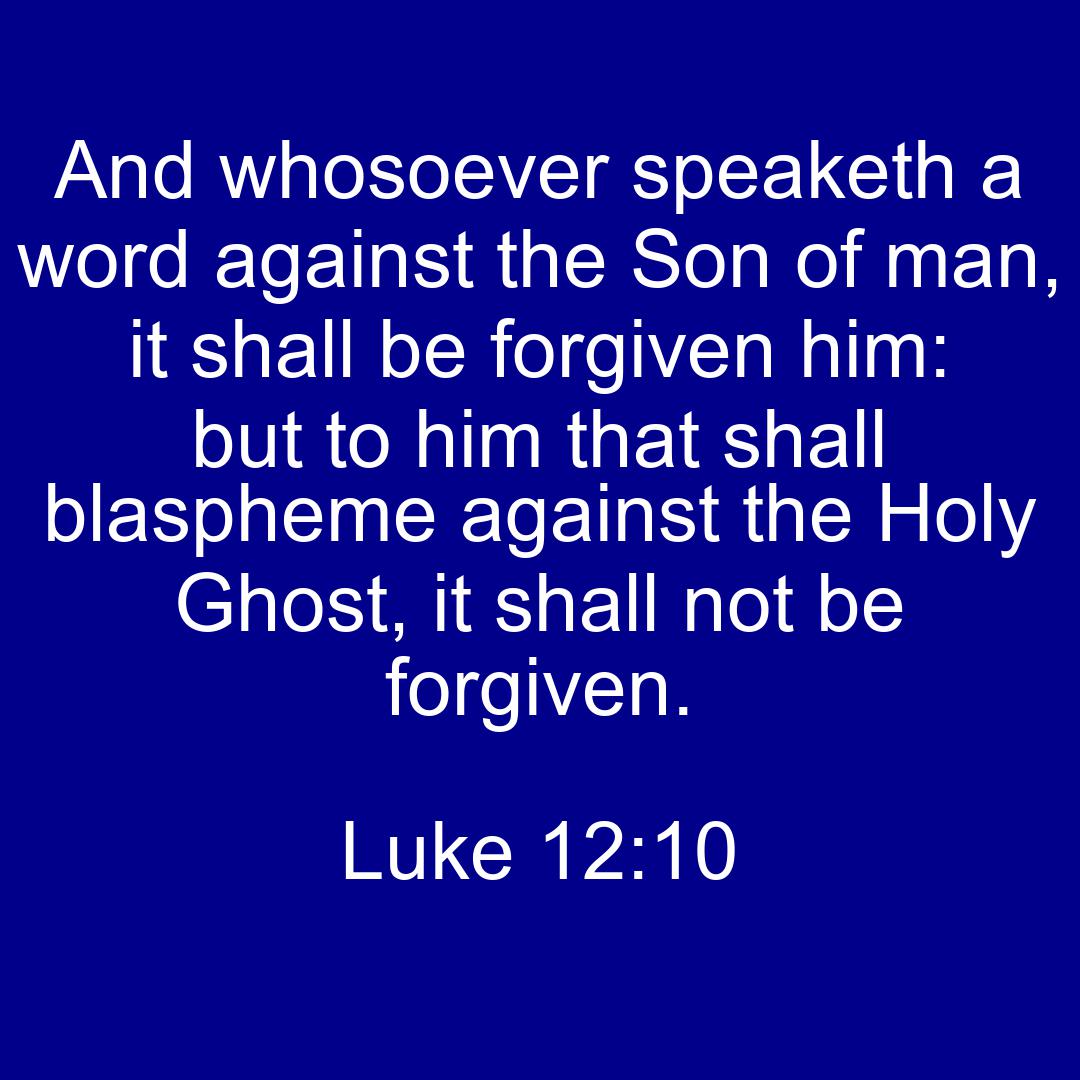 And whosoever speaketh a
word against the Son of man,
it shall be forgiven him:
but to him that shall
blaspheme against the Holy
Ghost, it shall not be
forgiven.
Luke 12:10